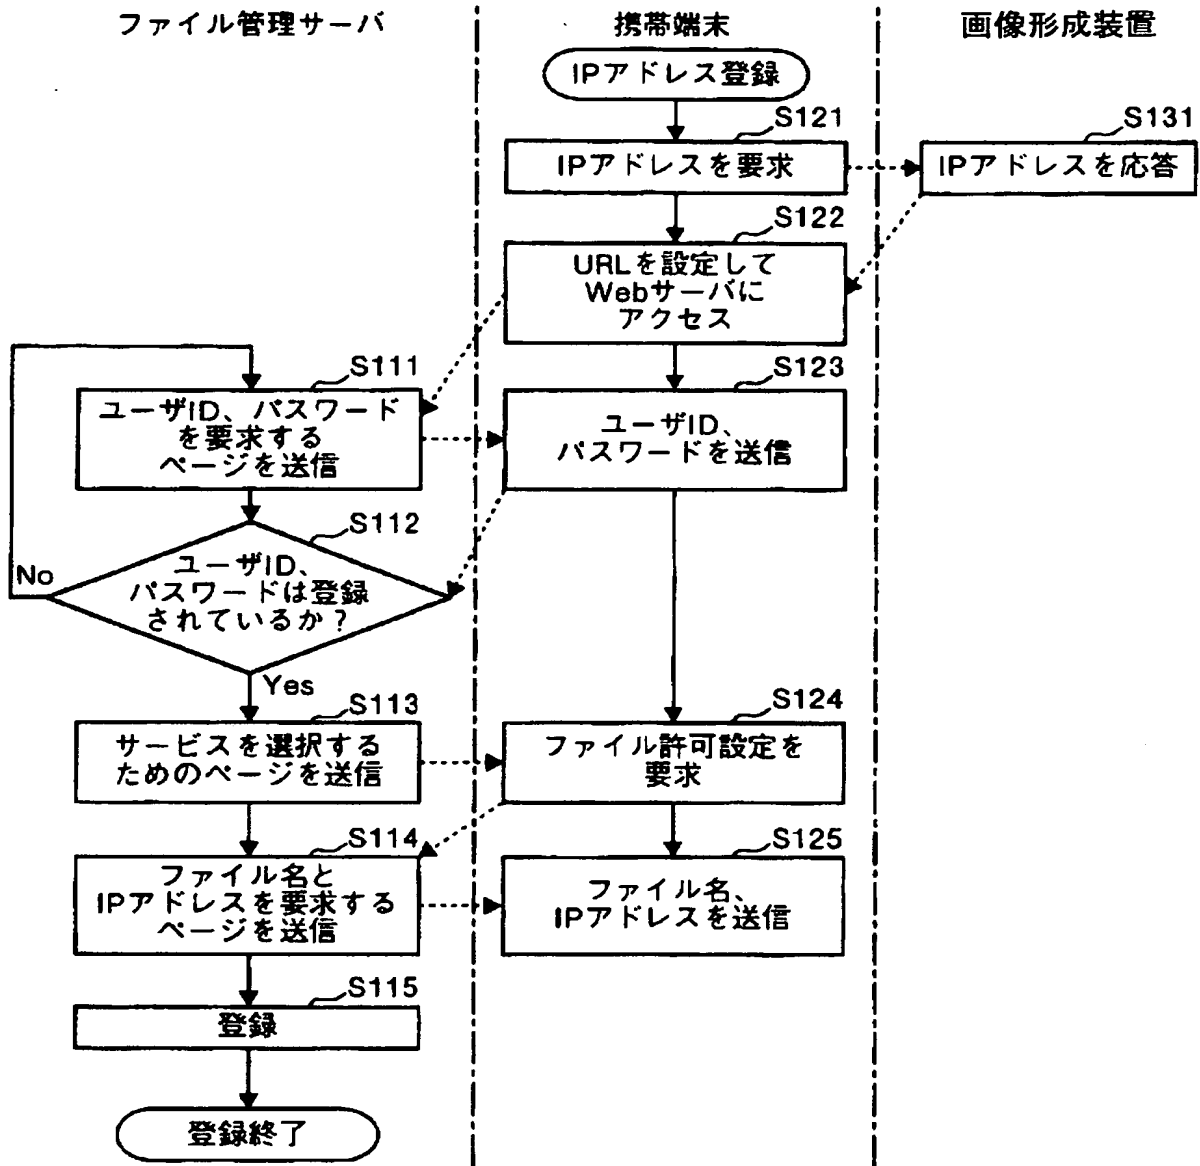 ファイル管理サーバ
携帯端末
画像形成装置
IPアドレス登録
S121
IPアドレスを要求
S131
IPアドレスを応答
S122
URLを設定して
Webサーバに
アクセス
S111
ユーザID、パスワード
を要求する
ページを送信
S123
ユーザID、
パスワードを送信
S112
ユーザID、
パスワードは登録
されているか？
No
Yes
S113
サービスを選択する
ためのページを送信
S124
ファイル許可設定を
要求
S114
ファイル名と
IPアドレスを要求する
ページを送信
S125
ファイル名、
IPアドレスを送信
S115
登録
登録終了